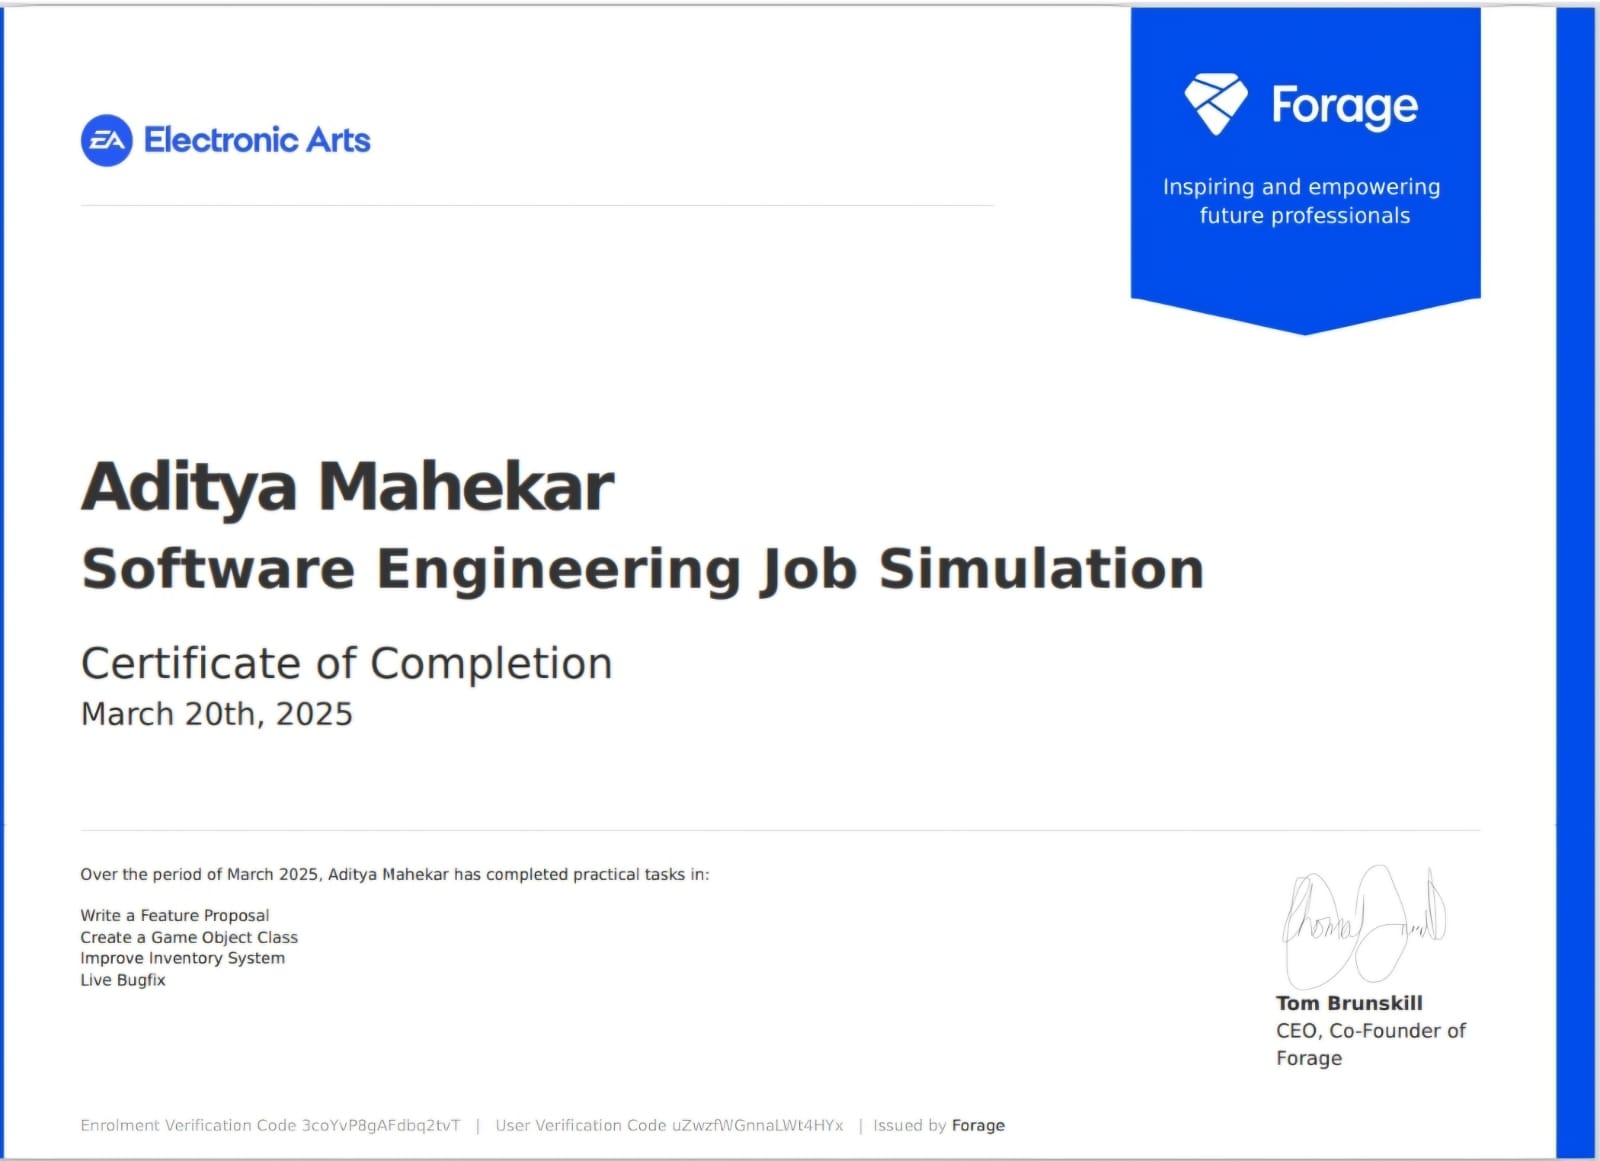 EA Electronic Arts
Forage
Inspiring and empowering
future professionals
Aditya Mahekar
Software Engineering Job Simulation
Certificate of Completion
March 20th, 2025
Over the period of March 2025, Aditya Mahekar has completed practical tasks in:
Write a Feature Proposal
Create a Game Object Class
Improve Inventory System
Live Bugfix
Tom Brunskill
CEO, Co-Founder of
Forage
Enrolment Verification Code 3coYvP8gAFdbq2tvT | User Verification Code uZwzfWGnnaLWt4HYx | Issued by Forage